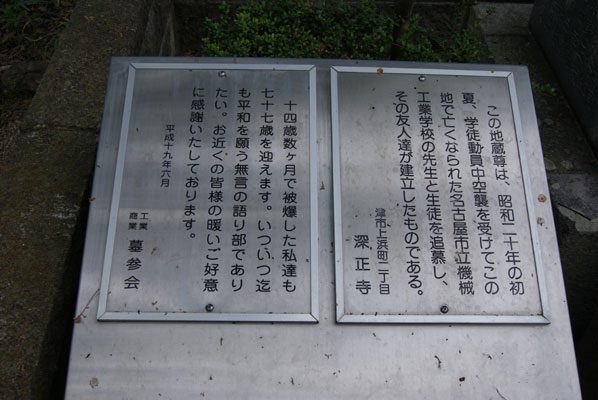 この地蔵尊は、昭和二十年の初
夏、学徒動員中空襲を受けてこの
地で亡くなられた名古屋市立機械
工業学校の先生と生徒を追慕し、
その友人達が建立したものである。
津市上浜町一丁目
深正寺
十四歳数ヶ月で被爆した私達も
七十七歳を迎えます。いついつ迄
も平和を願う無言の語り部であり
たい。お近くの皆様の暖いご好意
に感謝いたしております。
平成十九年六月
工業
商業
墓参会